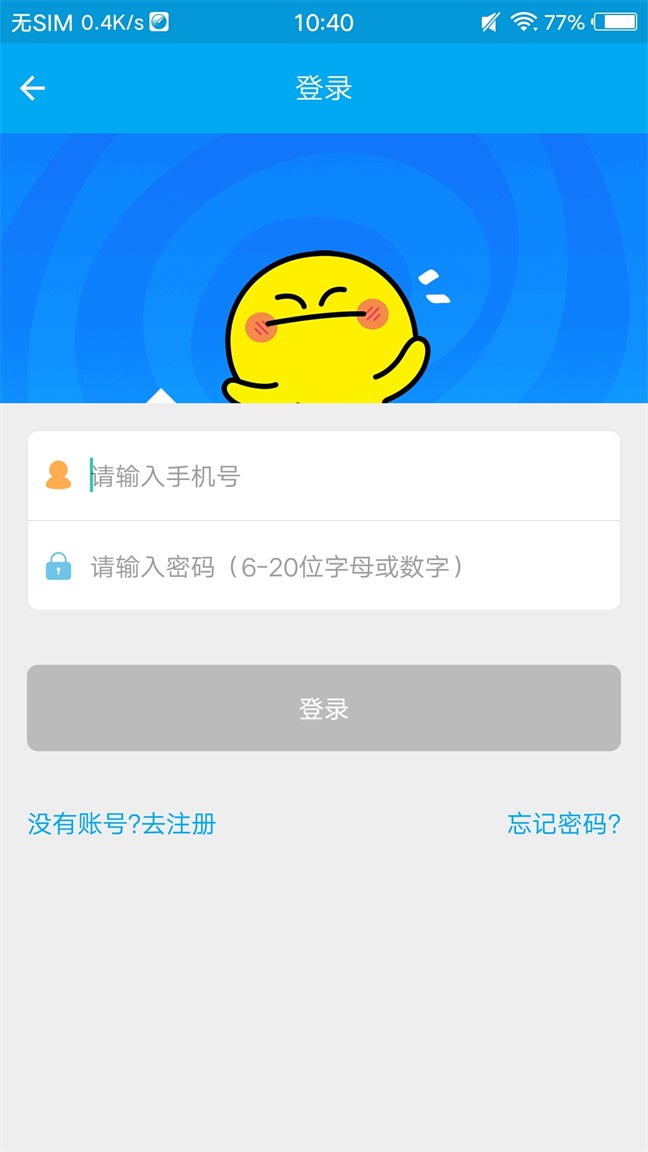 无SIM 0.4K/s 10:40 77%
登录
请输入手机号
请输入密码（6-20位字母或数字）
登录
没有账号?去注册 忘记密码?